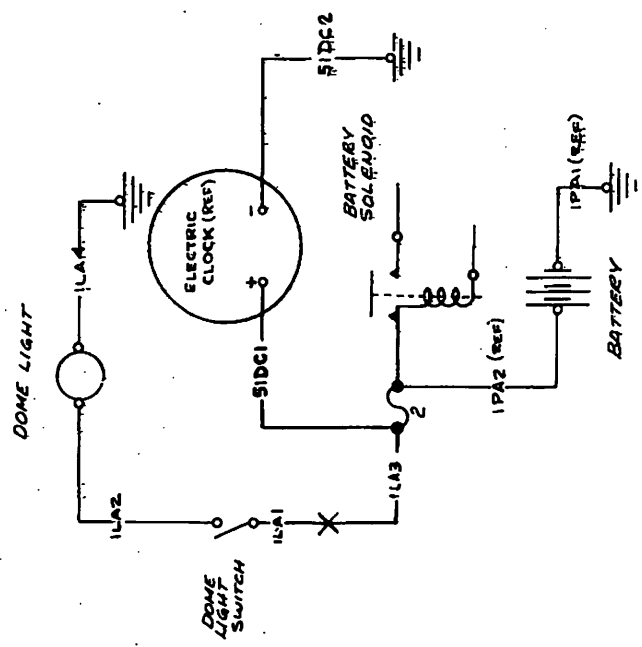 DOME LIGHT
1LA4
1LA2
DOME
LIGHT
SWITCH
1LA1
1LA3
ELECTRIC
CLOCK (REF)
+
-
51DC1
51DC2
BATTERY
SOLENOID
2
1PA2 (REF)
1PA1 (REF)
BATTERY